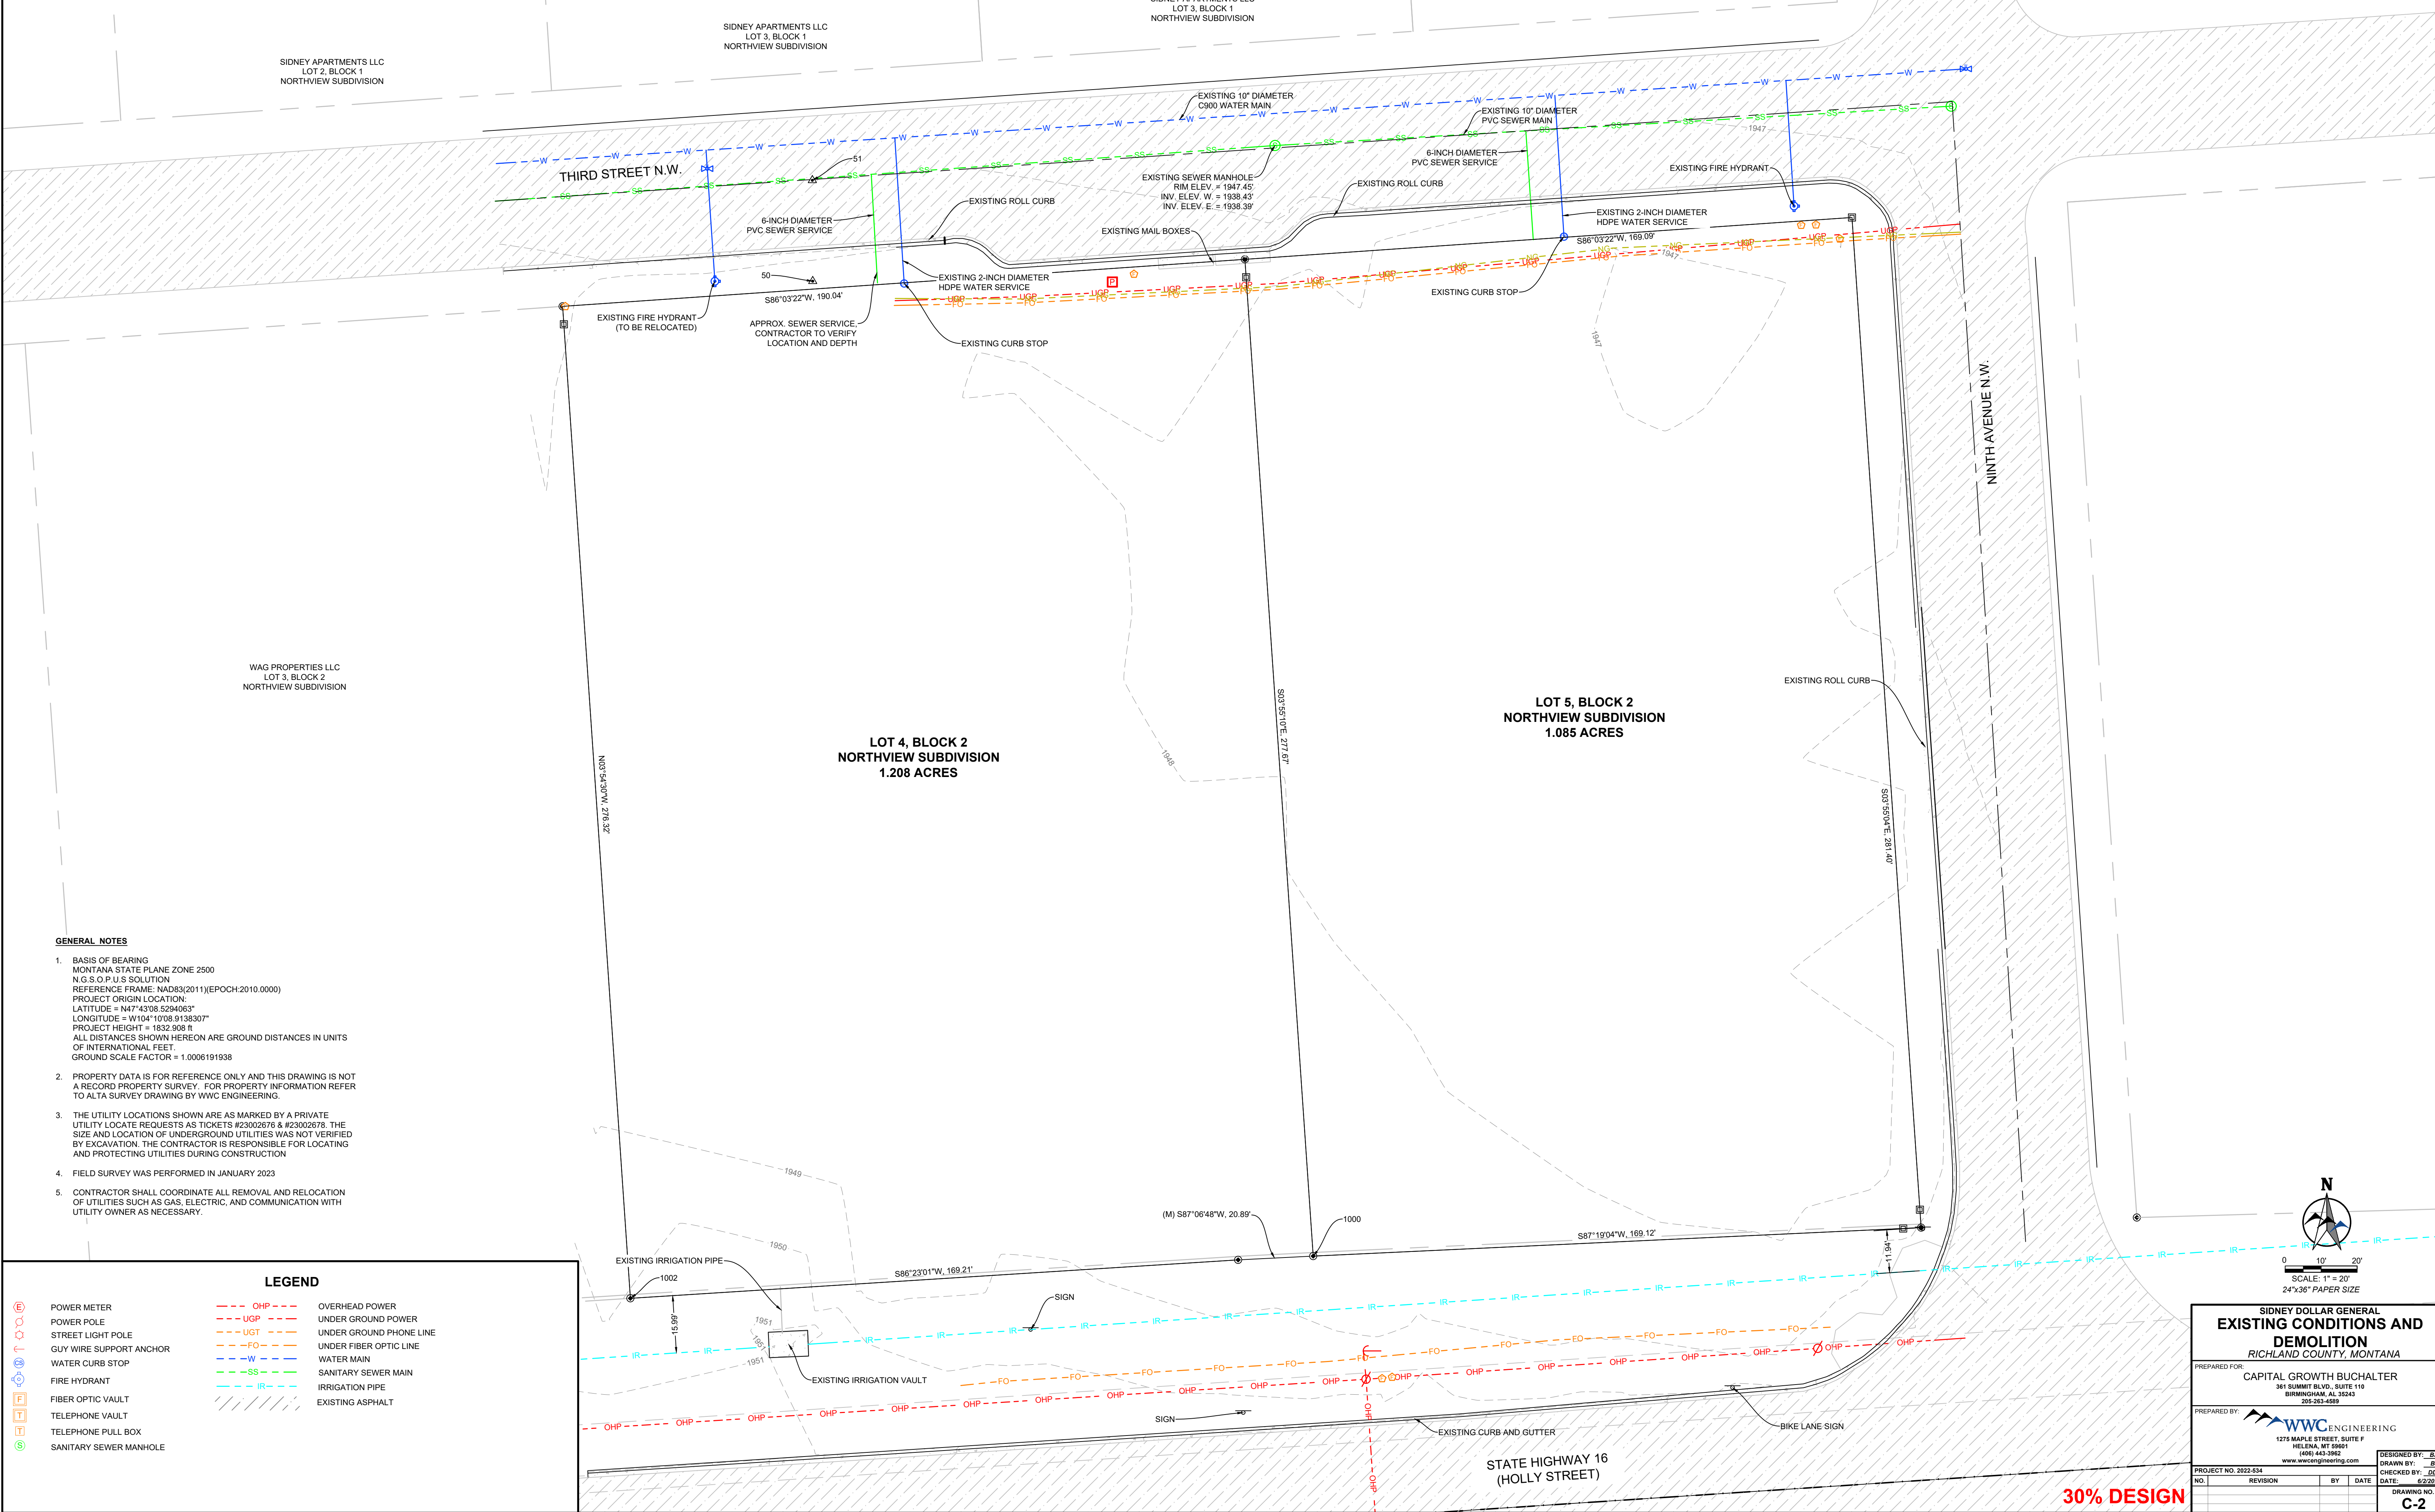 SIDNEY APARTMENTS LLC
LOT 2, BLOCK 1
NORTHVIEW SUBDIVISION
SIDNEY APARTMENTS LLC
LOT 3, BLOCK 1
NORTHVIEW SUBDIVISION
LOT 3, BLOCK 1
NORTHVIEW SUBDIVISION
EXISTING 10" DIAMETER
C900 WATER MAIN
EXISTING 10" DIAMETER
PVC SEWER MAIN
1947
THIRD STREET N.W.
51
6-INCH DIAMETER
PVC SEWER SERVICE
EXISTING ROLL CURB
EXISTING SEWER MANHOLE
RIM ELEV. = 1947.45'
INV. ELEV. W. = 1938.43'
INV. ELEV. E. = 1938.39'
EXISTING ROLL CURB
6-INCH DIAMETER
PVC SEWER SERVICE
EXISTING FIRE HYDRANT
EXISTING 2-INCH DIAMETER
HDPE WATER SERVICE
EXISTING MAIL BOXES
S86°03'22"W, 169.09'
1947
50
S86°03'22"W, 190.04'
EXISTING 2-INCH DIAMETER
HDPE WATER SERVICE
EXISTING CURB STOP
EXISTING FIRE HYDRANT
(TO BE RELOCATED)
APPROX. SEWER SERVICE,
CONTRACTOR TO VERIFY
LOCATION AND DEPTH
EXISTING CURB STOP
1947
NINTH AVENUE N.W.
WAG PROPERTIES LLC
LOT 3, BLOCK 2
NORTHVIEW SUBDIVISION
N03°54'30"W, 276.32'
LOT 4, BLOCK 2
NORTHVIEW SUBDIVISION
1.208 ACRES
1948
S03°55'10"E, 277.67'
LOT 5, BLOCK 2
NORTHVIEW SUBDIVISION
1.085 ACRES
EXISTING ROLL CURB
S03°55'04"E, 281.40'
GENERAL NOTES
1. BASIS OF BEARING
MONTANA STATE PLANE ZONE 2500
N.G.S.O.P.U.S SOLUTION
REFERENCE FRAME: NAD83(2011)(EPOCH:2010.0000)
PROJECT ORIGIN LOCATION:
LATITUDE = N47°43'08.5294063"
LONGITUDE = W104°10'08.9138307"
PROJECT HEIGHT = 1832.908 ft
ALL DISTANCES SHOWN HEREON ARE GROUND DISTANCES IN UNITS
OF INTERNATIONAL FEET.
GROUND SCALE FACTOR = 1.0006191938
2. PROPERTY DATA IS FOR REFERENCE ONLY AND THIS DRAWING IS NOT
A RECORD PROPERTY SURVEY. FOR PROPERTY INFORMATION REFER
TO ALTA SURVEY DRAWING BY WWC ENGINEERING.
3. THE UTILITY LOCATIONS SHOWN ARE AS MARKED BY A PRIVATE
UTILITY LOCATE REQUESTS AS TICKETS #23002676 & #23002678. THE
SIZE AND LOCATION OF UNDERGROUND UTILITIES WAS NOT VERIFIED
BY EXCAVATION. THE CONTRACTOR IS RESPONSIBLE FOR LOCATING
AND PROTECTING UTILITIES DURING CONSTRUCTION
4. FIELD SURVEY WAS PERFORMED IN JANUARY 2023
5. CONTRACTOR SHALL COORDINATE ALL REMOVAL AND RELOCATION
OF UTILITIES SUCH AS GAS, ELECTRIC, AND COMMUNICATION WITH
UTILITY OWNER AS NECESSARY.
1949
1950
(M) S87°06'48"W, 20.89'
1000
S87°19'04"W, 169.12'
11.94'
EXISTING IRRIGATION PIPE
1002
S86°23'01"W, 169.21'
15.99'
1951
1951
1951
SIGN
EXISTING IRRIGATION VAULT
SIGN
EXISTING CURB AND GUTTER
BIKE LANE SIGN
STATE HIGHWAY 16
(HOLLY STREET)
LEGEND
E POWER METER
POWER POLE
STREET LIGHT POLE
GUY WIRE SUPPORT ANCHOR
CS WATER CURB STOP
FIRE HYDRANT
F FIBER OPTIC VAULT
T TELEPHONE VAULT
T TELEPHONE PULL BOX
S SANITARY SEWER MANHOLE
OHP OVERHEAD POWER
UGP UNDER GROUND POWER
UGT UNDER GROUND PHONE LINE
FO UNDER FIBER OPTIC LINE
W WATER MAIN
SS SANITARY SEWER MAIN
IR IRRIGATION PIPE
EXISTING ASPHALT
N
0 10' 20'
SCALE: 1" = 20'
24"x36" PAPER SIZE
SIDNEY DOLLAR GENERAL
EXISTING CONDITIONS AND
DEMOLITION
RICHLAND COUNTY, MONTANA
PREPARED FOR:
CAPITAL GROWTH BUCHALTER
361 SUMMIT BLVD., SUITE 110
BIRMINGHAM, AL 35243
205-263-4589
PREPARED BY:
WWC ENGINEERING
1275 MAPLE STREET, SUITE F
HELENA, MT 59601
(406) 443-3962
www.wwcengineering.com
DESIGNED BY:
DRAWN BY:
CHECKED BY:
DATE:
PROJECT NO. 2022-534
NO. REVISION BY DATE
DRAWING NO.
C-2
30% DESIGN